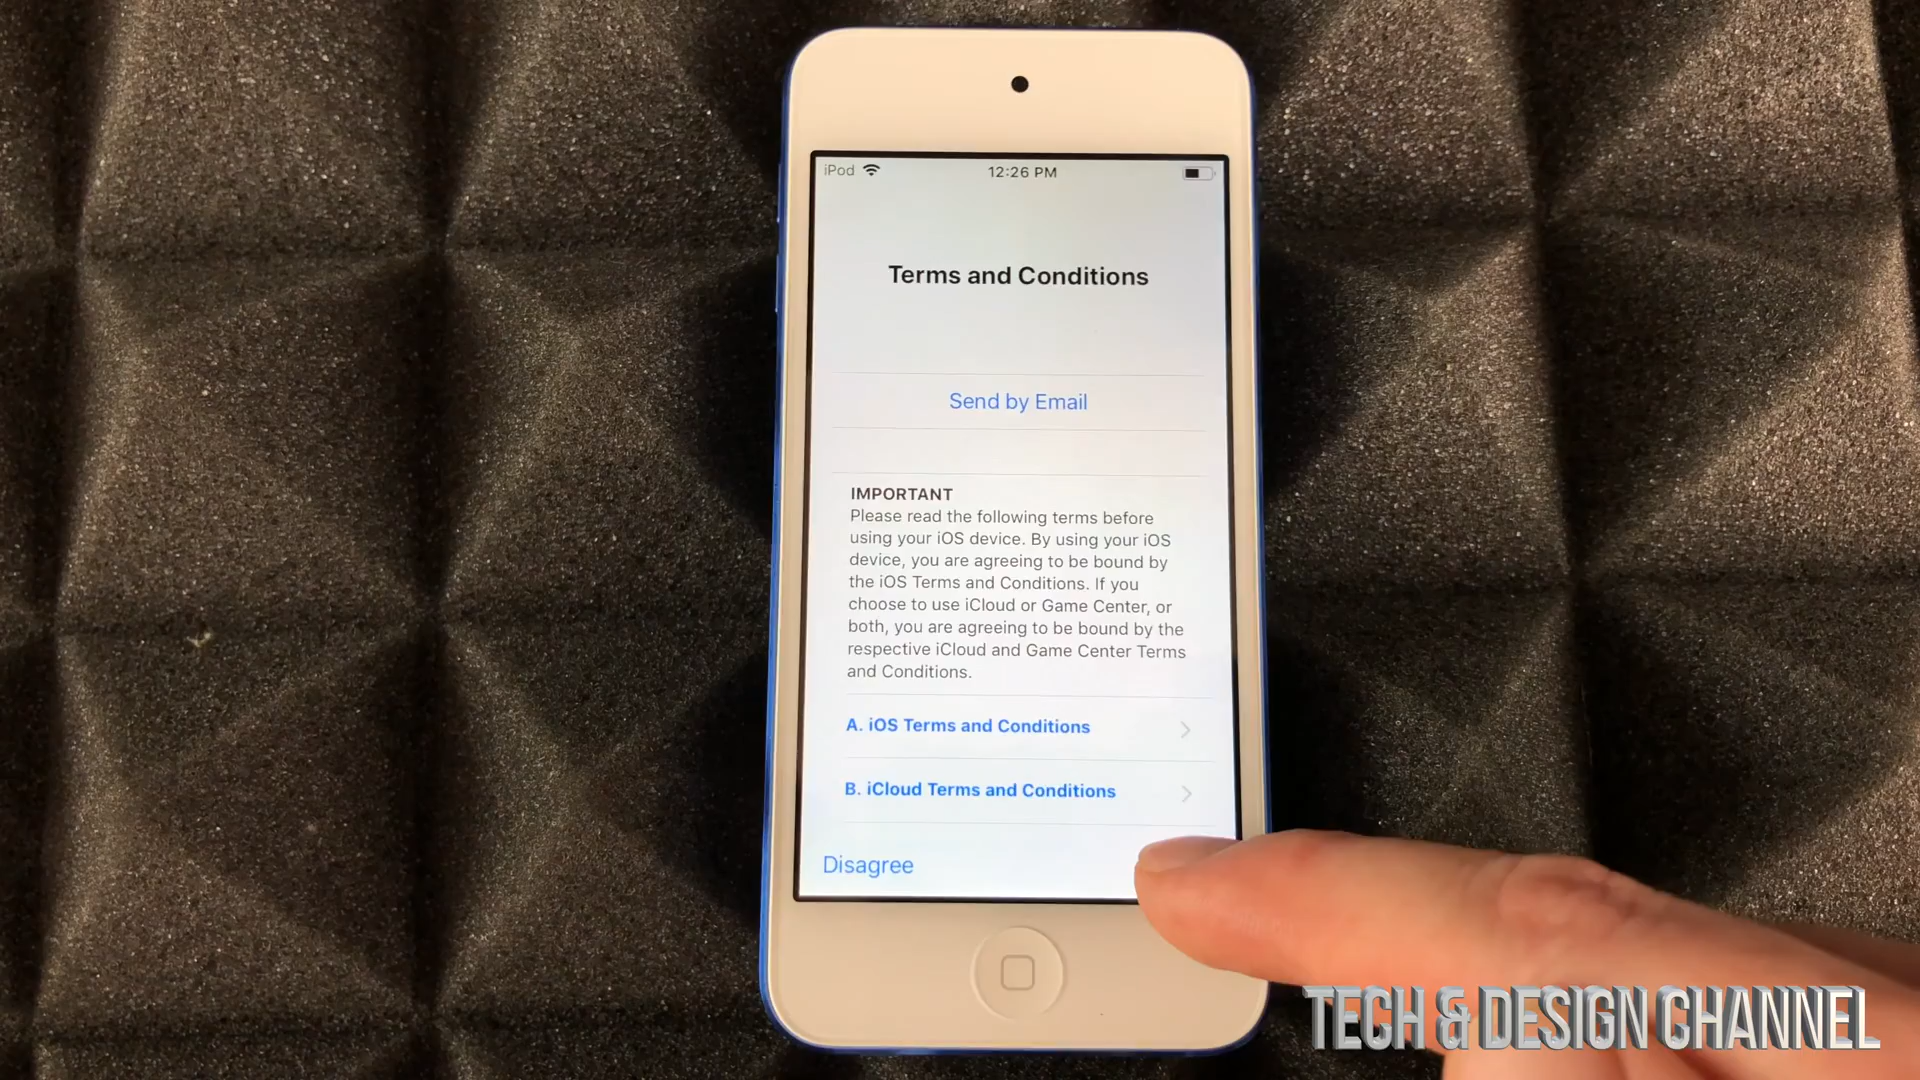 iPod 12:26 PM
Terms and Conditions
Send by Email
IMPORTANT
Please read the following terms before
using your iOS device. By using your iOS
device, you are agreeing to be bound by
the iOS Terms and Conditions. If you
choose to use iCloud or Game Center, or
both, you are agreeing to be bound by the
respective iCloud and Game Center Terms
and Conditions.
A. iOS Terms and Conditions
B. iCloud Terms and Conditions
Disagree
TECH & DESIGN CHANNEL